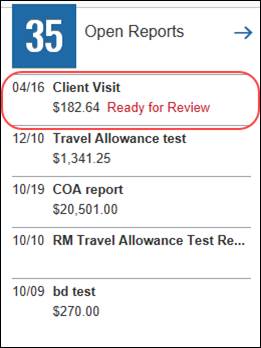 35 Open Reports
04/16 Client Visit
$182.64 Ready for Review
12/10 Travel Allowance test
$1,341.25
10/19 COA report
$20,501.00
10/10 RM Travel Allowance Test Re...
10/09 bd test
$270.00